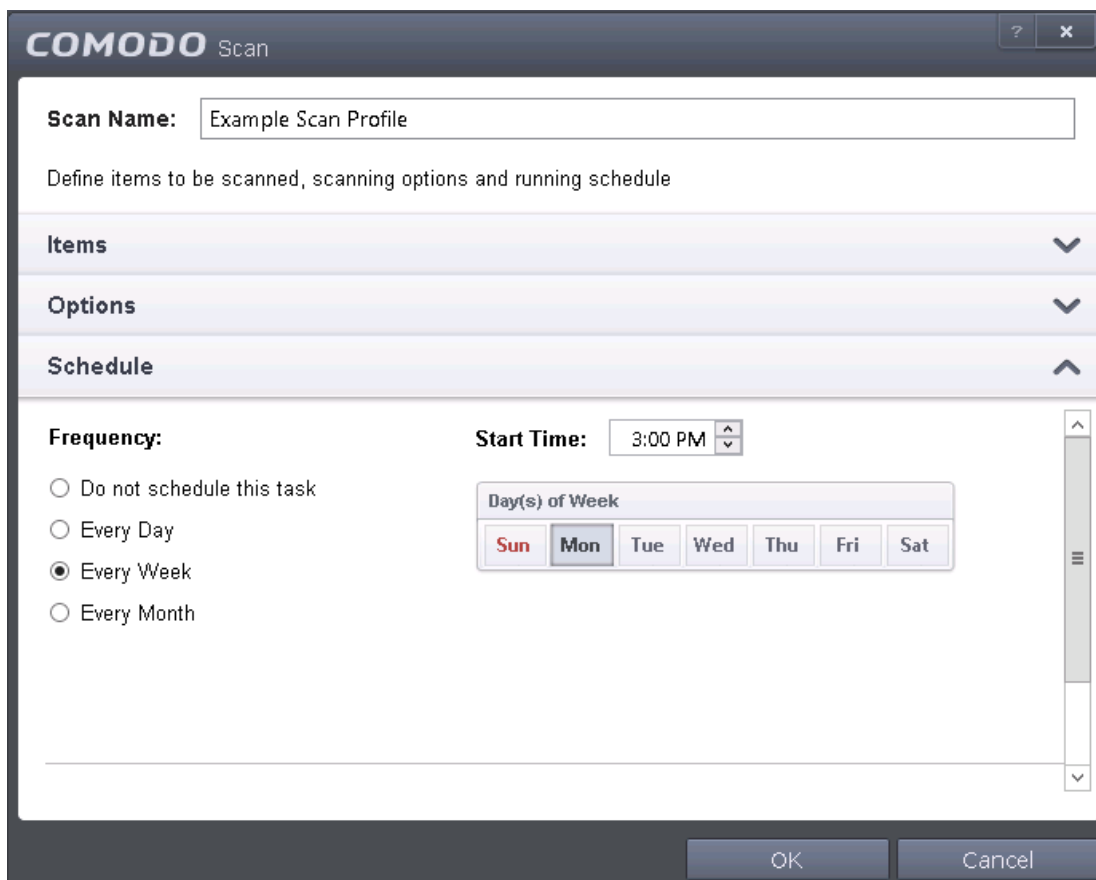 COMODO Scan ?
Scan Name: Example Scan Profile
Define items to be scanned, scanning options and running schedule
Items
Options
Schedule
Frequency: Start Time: 3:00 PM
Do not schedule this task
Day(s) of Week
Every Day
Sun Mon Tue Wed Thu Fri Sat
Every Week
Every Month
OK Cancel